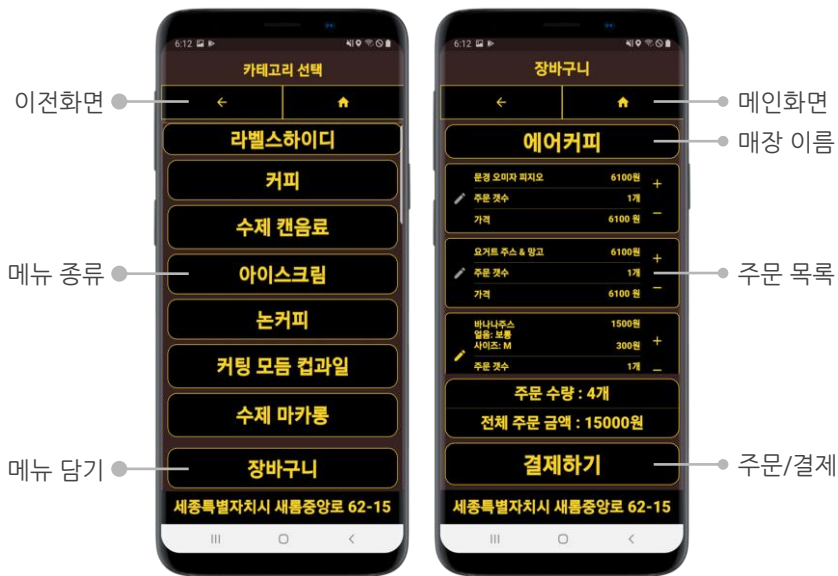 6:12
카테고리 선택
이전화면
라벨스하이디
커피
수제 캔음료
메뉴 종류
아이스크림
논커피
커팅 모듬 컵과일
수제 마카롱
메뉴 담기
장바구니
세종특별자치시 새롬중앙로 62-15
6:12
장바구니
메인화면
에어커피
매장 이름
문경 오미자 피지오 6100원
+
주문 갯수 1개
가격 6100 원
−
요거트 주스 & 망고 6100원
+
주문 갯수 1개
주문 목록
가격 6100 원
−
바나나주스 1500원
얼음: 보통
사이즈: M 300원
+
주문 갯수 1개
−
주문 수량 : 4개
전체 주문 금액 : 15000원
결제하기
주문/결제
세종특별자치시 새롬중앙로 62-15